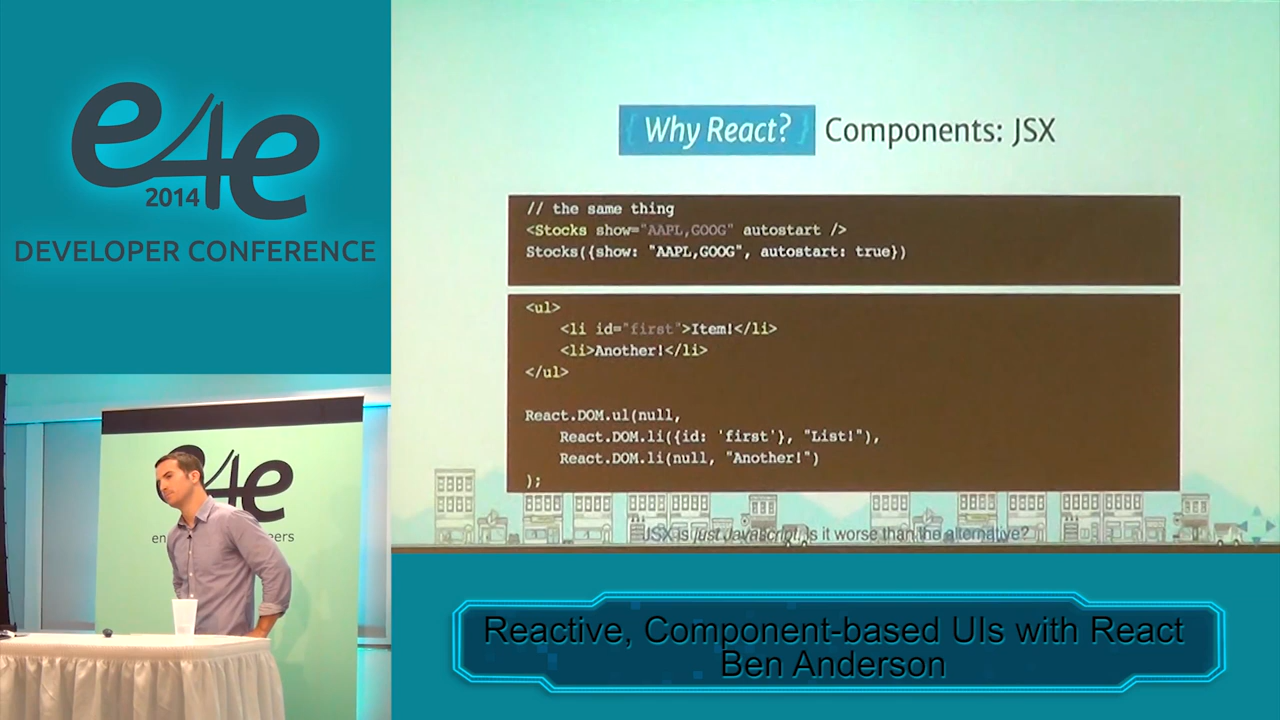 e4e
2014
DEVELOPER CONFERENCE
{ Why React? } Components: JSX
// the same thing
<Stocks show="AAPL,GOOG" autostart />
Stocks({show: "AAPL,GOOG", autostart: true})
<ul>
    <li id="first">Item!</li>
    <li>Another!</li>
</ul>
React.DOM.ul(null,
    React.DOM.li({id: 'first'}, "List!"),
    React.DOM.li(null, "Another!")
);
JSX is just Javascript. Is it worse than the alternative?
e4e
en eers
Reactive, Component-based UIs with React
Ben Anderson